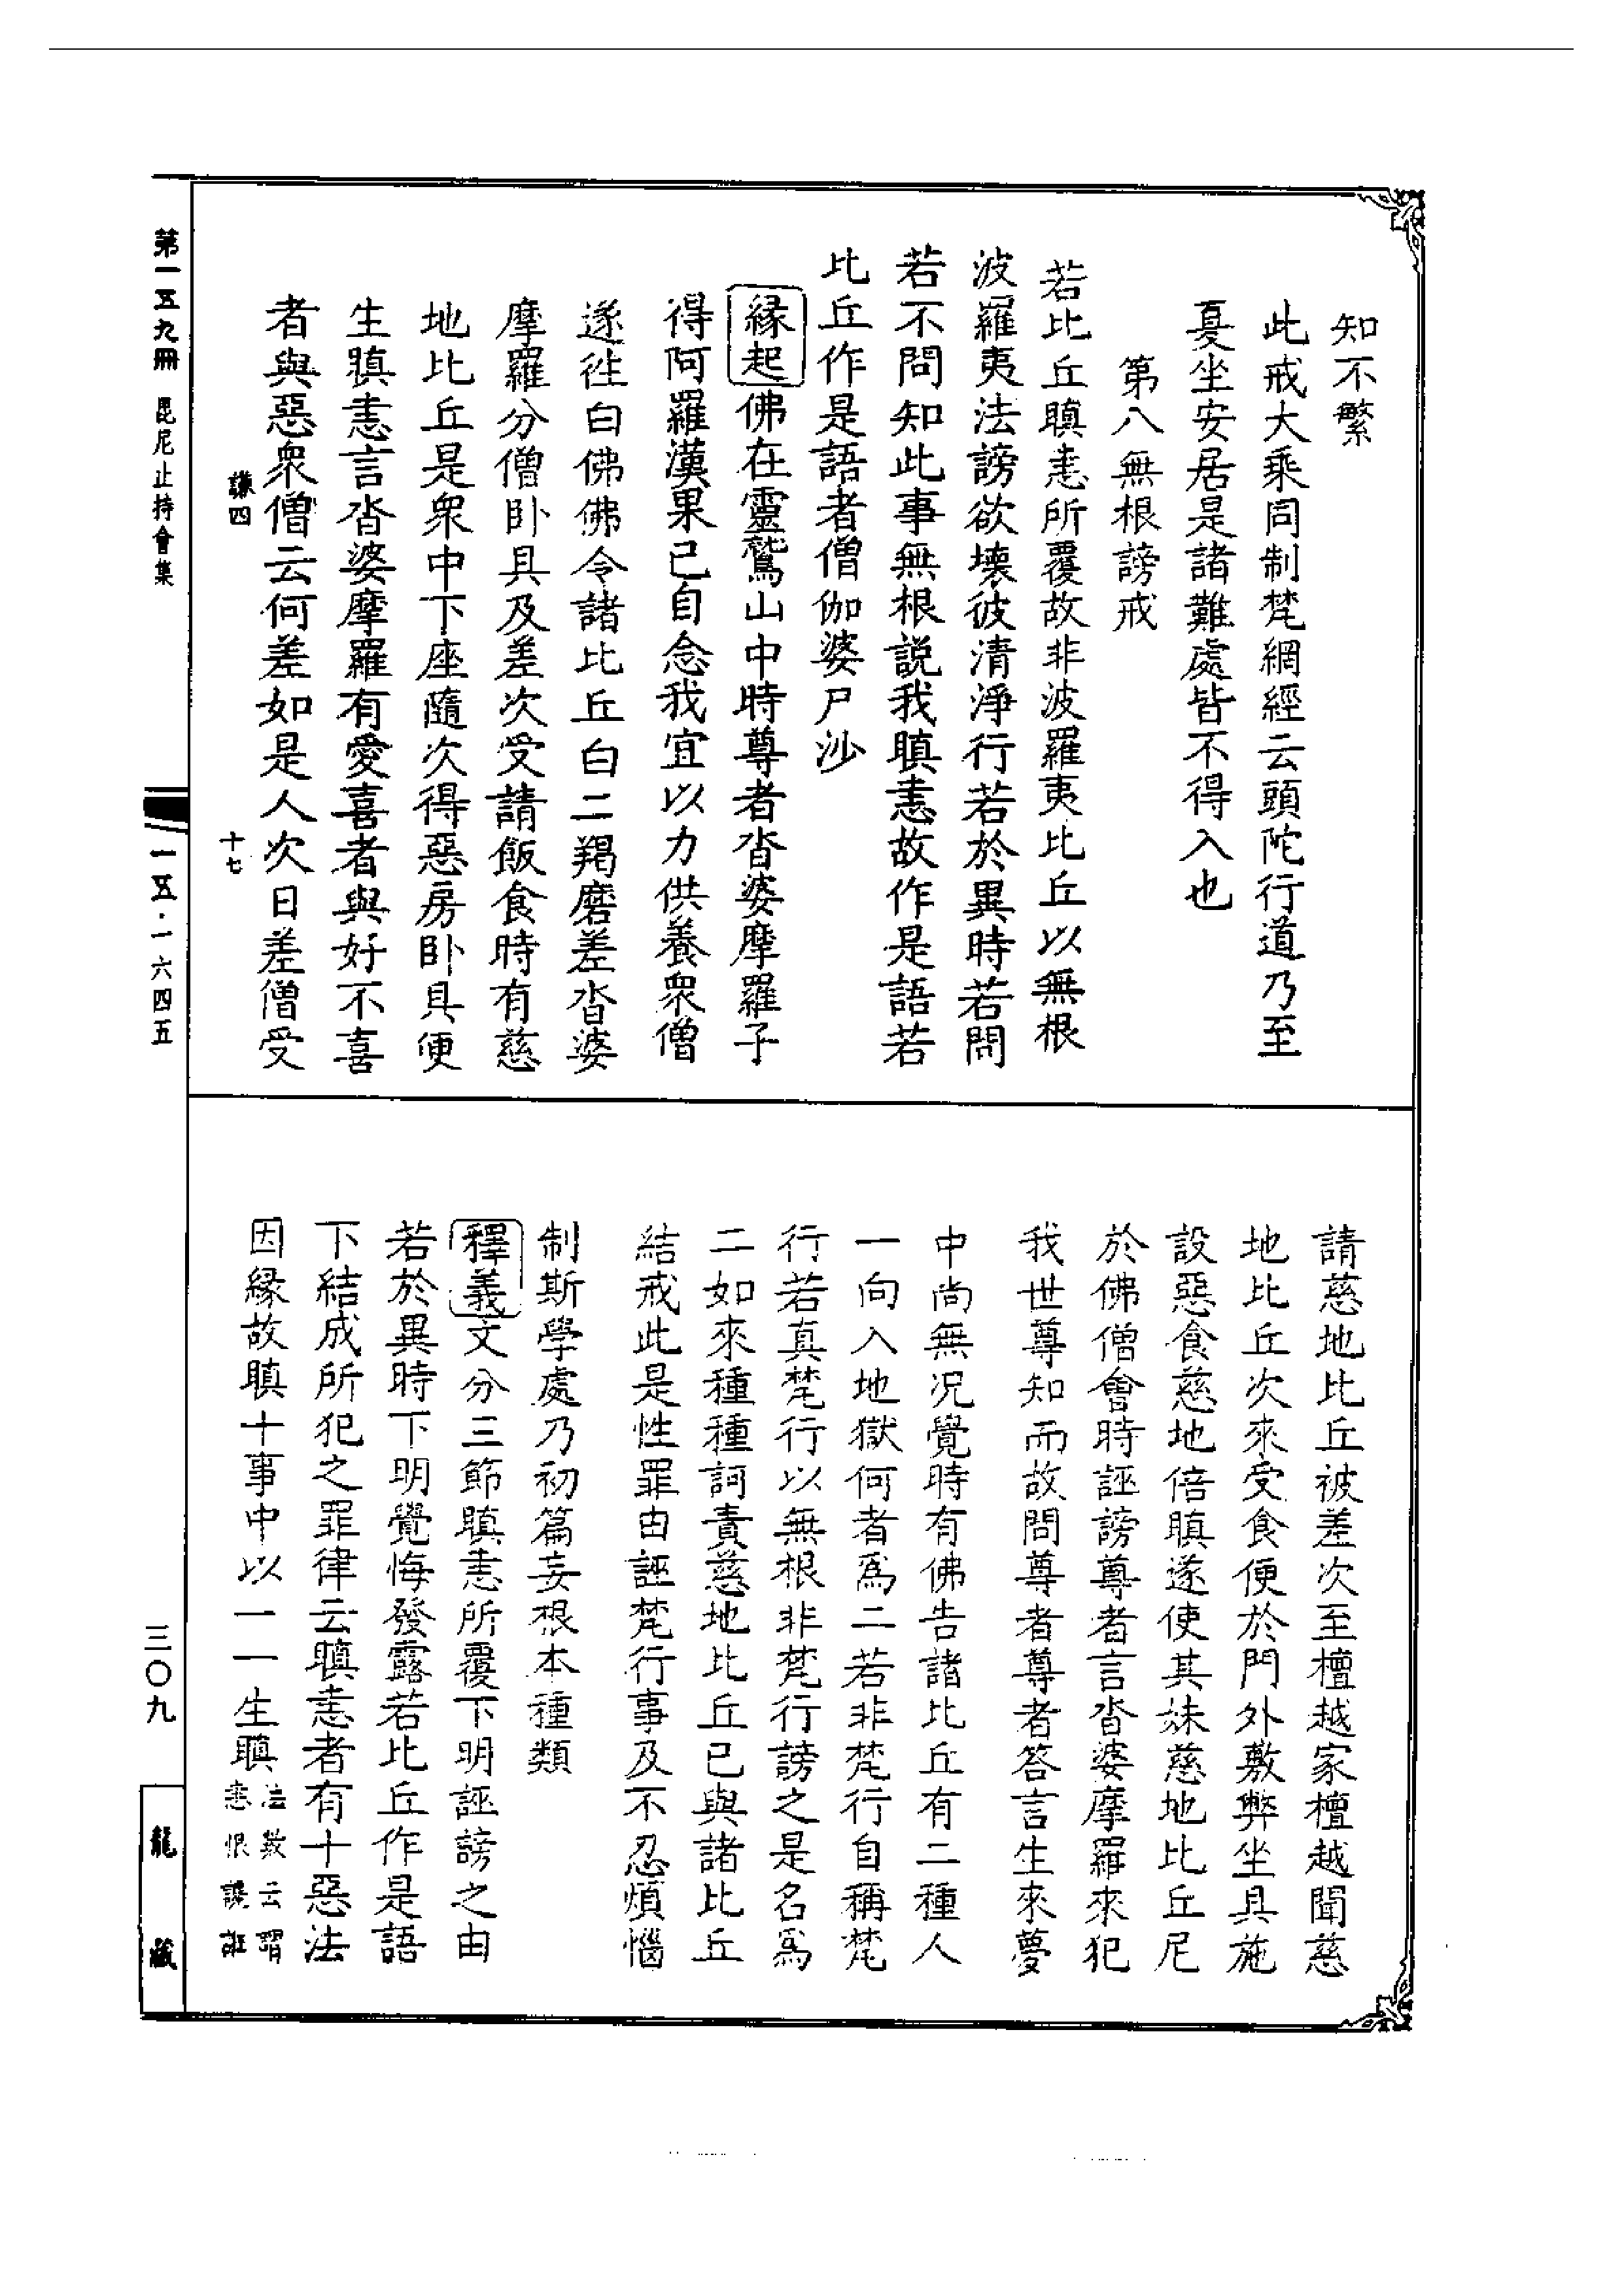 知不繁
此戒大乘同制梵網經云頭陀行道乃至
夏坐安居是諸難處皆不得入也
第八無根謗戒
若比丘瞋恚所覆故非波羅夷比丘以無根
波羅夷法謗欲壞彼清淨行若於異時若問
若不問知此事無根説我瞋恚故作是語若
比丘作是語者僧伽婆尸沙
緣起佛在靈鷲山中時尊者沓婆摩羅子
得阿羅漢果已自念我宜以力供養衆僧
遂徃白佛佛令諸比丘白二羯磨差沓婆
摩羅分僧卧具及差次受請飯食時有慈
地比丘是衆中下座隨次得惡房卧具便
生瞋恚言沓婆摩羅有愛喜者與好不喜
者與惡衆僧云何差如是人次日差僧受
謙四
十七
請慈地比丘被差次至檀越家檀越聞慈
地比丘次來受食便於門外敷弊坐具施
設惡食慈地倍瞋遂使其妹慈地比丘尼
於佛僧會時誣謗尊者言沓婆摩羅來犯
我世尊知而故問尊者尊者答言生來夢
中尚無况覺時有佛告諸比丘有二種人
一向入地獄何者爲二若非梵行自稱梵
行若真梵行以無根非梵行謗之是名爲
二如來種種訶責慈地比丘已與諸比丘
結戒此是性罪由誣梵行事及不忍煩惱
制斯學處乃初篇妄根本種類
釋義文分三節瞋恚所覆下明誣謗之由
若於異時下明覺悔發露若比丘作是語
下結成所犯之罪律云瞋恚者有十惡法
因緣故瞋十事中以一一生瞋法數云謂
恚恨誑
第一五九冊 毘尼止持會集
一五·一六四五
三〇九
龍藏